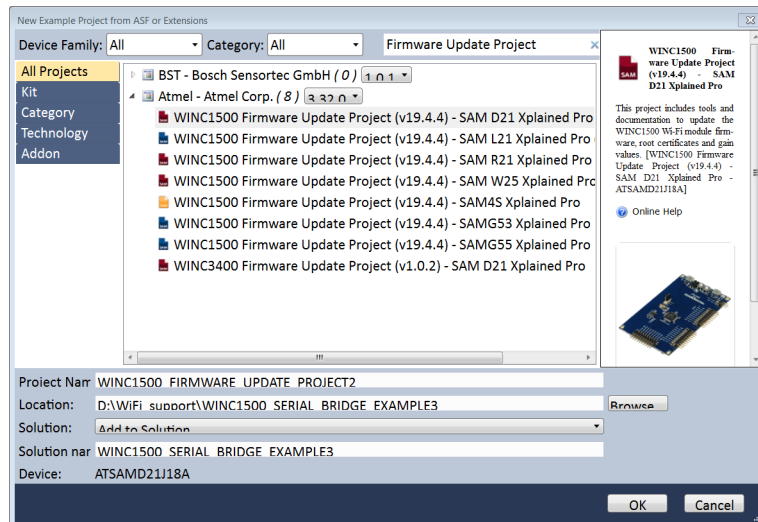 New Example Project from ASF or Extensions
Device Family: All Category: All Firmware Update Project
All Projects
Kit
Category
Technology
Addon
BST - Bosch Sensortec GmbH (0) 1.0.1
Atmel - Atmel Corp. (8) 3.32.0
WINC1500 Firmware Update Project (v19.4.4) - SAM D21 Xplained Pro
WINC1500 Firmware Update Project (v19.4.4) - SAM L21 Xplained Pro (
WINC1500 Firmware Update Project (v19.4.4) - SAM R21 Xplained Pro
WINC1500 Firmware Update Project (v19.4.4) - SAM W25 Xplained Pro
WINC1500 Firmware Update Project (v19.4.4) - SAM4S Xplained Pro
WINC1500 Firmware Update Project (v19.4.4) - SAMG53 Xplained Pro
WINC1500 Firmware Update Project (v19.4.4) - SAMG55 Xplained Pro
WINC3400 Firmware Update Project (v1.0.2) - SAM D21 Xplained Pro
SAM
WINC1500 Firm-
ware Update Project
(v19.4.4) - SAM
D21 Xplained Pro
This project includes tools and
documentation to update the
WINC1500 Wi-Fi module firm-
ware, root certificates and gain
values. [WINC1500 Firmware
Update Project (v19.4.4) -
SAM D21 Xplained Pro -
ATSAMD21J18A]
Online Help
Project Nam WINC1500_FIRMWARE_UPDATE_PROJECT2
Location: D:\WiFi_support\WINC1500_SERIAL_BRIDGE_EXAMPLE3 Browse
Solution: Add to Solution
Solution nar WINC1500_SERIAL_BRIDGE_EXAMPLE3
Device: ATSAMD21J18A
OK Cancel